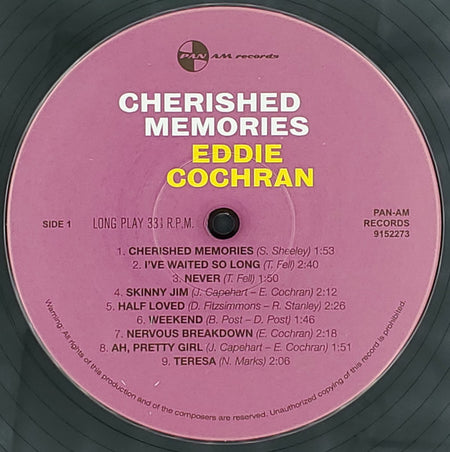 PAN AM records
CHERISHED
MEMORIES
EDDIE
COCHRAN
SIDE 1
LONG PLAY 33⅓ R.P.M.
PAN-AM
RECORDS
9152273
1. CHERISHED MEMORIES (S. Sheeley) 1:53
2. I'VE WAITED SO LONG (T. Fell) 2:40
3. NEVER (T. Fell) 1:50
4. SKINNY JIM (J. Capehart – E. Cochran) 2:12
5. HALF LOVED (D. Fitzsimmons – R. Stanley) 2:26
6. WEEKEND (B. Post – D. Post) 1:46
7. NERVOUS BREAKDOWN (E. Cochran) 2:18
8. AH, PRETTY GIRL (J. Capehart – E. Cochran) 1:51
9. TERESA (N. Marks) 2:06
Warning: All rights of this production and of the composers are reserved. Unauthorized copying of this record is prohibited.